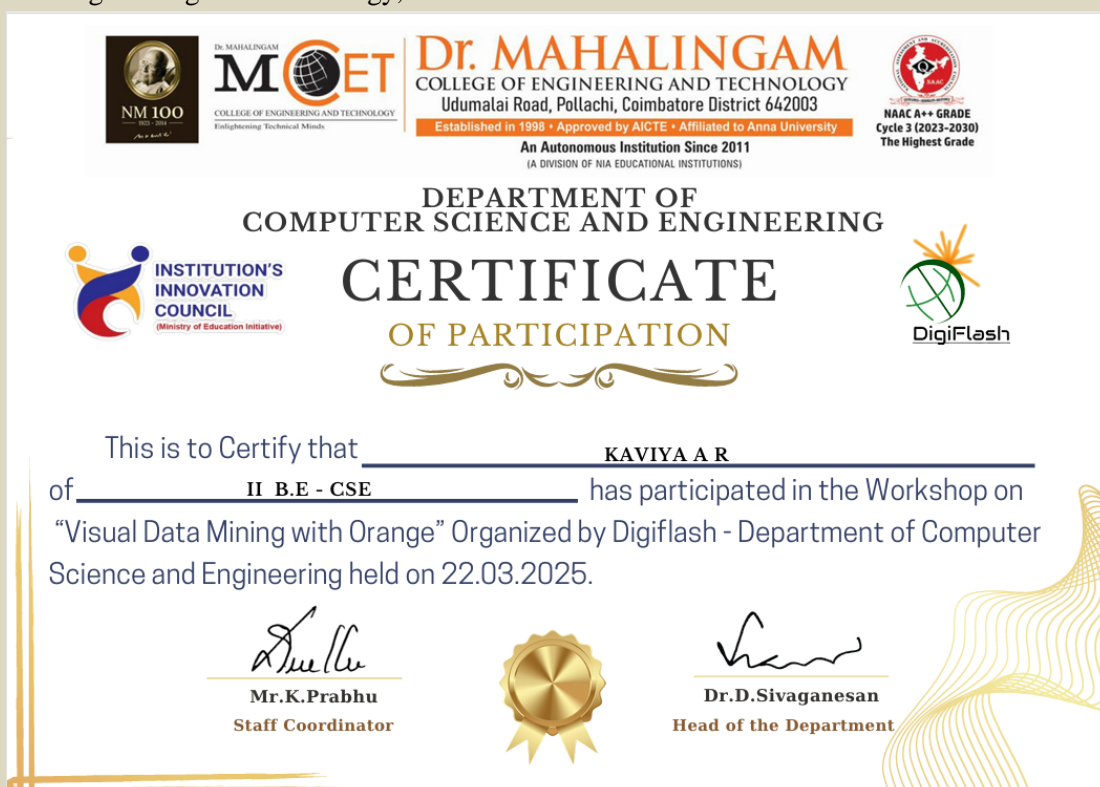 Dr. MAHALINGAM
MCET
COLLEGE OF ENGINEERING AND TECHNOLOGY
Enlightening Technical Minds
NM 100
1923 - 2014
Dr. MAHALINGAM
COLLEGE OF ENGINEERING AND TECHNOLOGY
Udumalai Road, Pollachi, Coimbatore District 642003
Established in 1998 • Approved by AICTE • Affiliated to Anna University
An Autonomous Institution Since 2011
(A DIVISION OF NIA EDUCATIONAL INSTITUTIONS)
NAAC
NAAC A++ GRADE
Cycle 3 (2023-2030)
The Highest Grade
DEPARTMENT OF
COMPUTER SCIENCE AND ENGINEERING
INSTITUTION'S
INNOVATION
COUNCIL
(Ministry of Education Initiative)
CERTIFICATE
OF PARTICIPATION
DigiFlash
This is to Certify that KAVIYA A R
of II B.E - CSE has participated in the Workshop on
“Visual Data Mining with Orange” Organized by Digiflash - Department of Computer
Science and Engineering held on 22.03.2025.
Mr.K.Prabhu
Staff Coordinator
Dr.D.Sivaganesan
Head of the Department